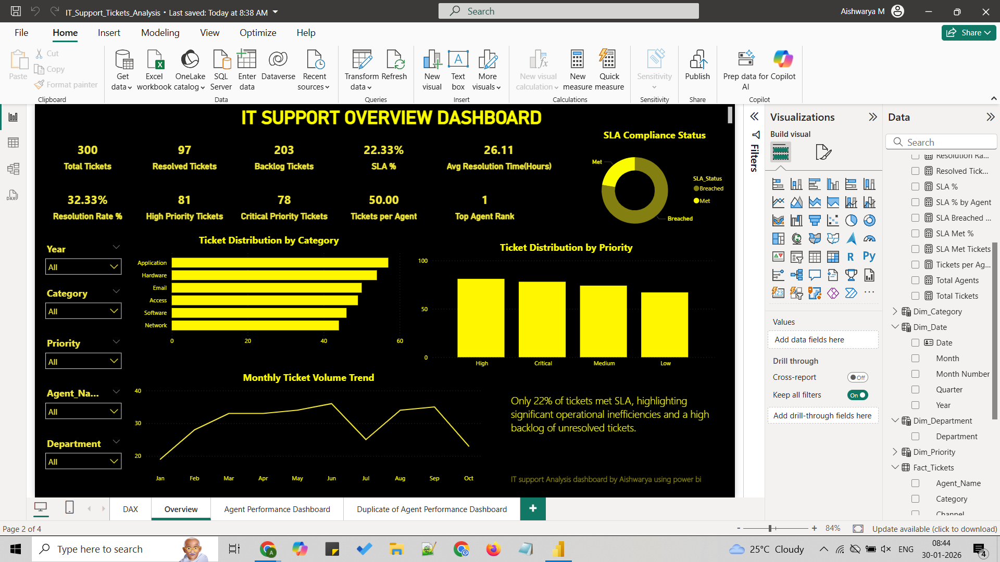 IT_Support_Tickets_Analysis • Last saved: Today at 8:38 AM
Search
Aishwarya M
File Home Insert Modeling View Optimize Help
Share
Paste
Cut
Copy
Format painter
Clipboard
Get data
Excel workbook
OneLake catalog
SQL Server
Enter data
Dataverse
Recent sources
Data
Transform data
Refresh
Queries
New visual
Text box
More visuals
Insert
New visual calculation
New measure
Quick measure
Calculations
Sensitivity
Sensitivity
Publish
Share
Prep data for AI
Copilot
Copilot
IT SUPPORT OVERVIEW DASHBOARD
300
Total Tickets
97
Resolved Tickets
203
Backlog Tickets
22.33%
SLA %
26.11
Avg Resolution Time(Hours)
32.33%
Resolution Rate %
81
High Priority Tickets
78
Critical Priority Tickets
50.00
Tickets per Agent
1
Top Agent Rank
SLA Compliance Status
Met
Breached
SLA_Status
Breached
Met
Year
All
Category
All
Priority
All
Agent_Na...
All
Department
All
Ticket Distribution by Category
Application
Hardware
Email
Access
Software
Network
0 20 40 60
Ticket Distribution by Priority
100
50
0
High Critical Medium Low
Monthly Ticket Volume Trend
40
30
20
Jan Feb Mar Apr May Jun Jul Aug Sep Oct
Only 22% of tickets met SLA, highlighting
significant operational inefficiencies and a high
backlog of unresolved tickets.
IT support Analysis dashboard by Aishwarya using power bi
Filters
Visualizations
Build visual
R
Py
123
Values
Add data fields here
Drill through
Cross-report
Off
Keep all filters
On
Add drill-through fields here
Data
Search
Resolution Ra...
Resolved Tick...
SLA %
SLA % by Agent
SLA Breached ...
SLA Met %
SLA Met Tickets
Tickets per Ag...
Total Agents
Total Tickets
Dim_Category
Dim_Date
Date
Month
Month Number
Quarter
Year
Dim_Department
Department
Dim_Priority
Fact_Tickets
Agent_Name
Category
Channel
DAX
DAX
Overview
Agent Performance Dashboard
Duplicate of Agent Performance Dashboard
+
Page 2 of 4
- + 84%
Update available (click to download)
Type here to search
25°C Cloudy
ENG
08:44
30-01-2026
4